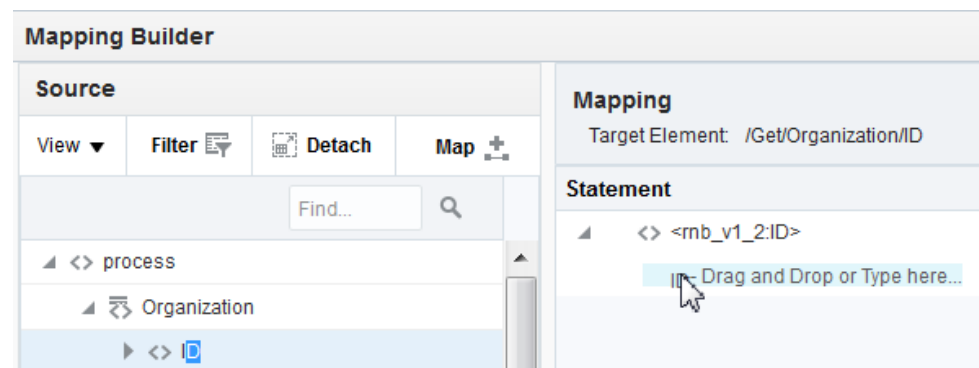 Mapping Builder
Source
View Filter Detach Map
Find...
process
Organization
ID
Mapping
Target Element: /Get/Organization/ID
Statement
<rnb_v1_2:ID>
ID -- Drag and Drop or Type here...